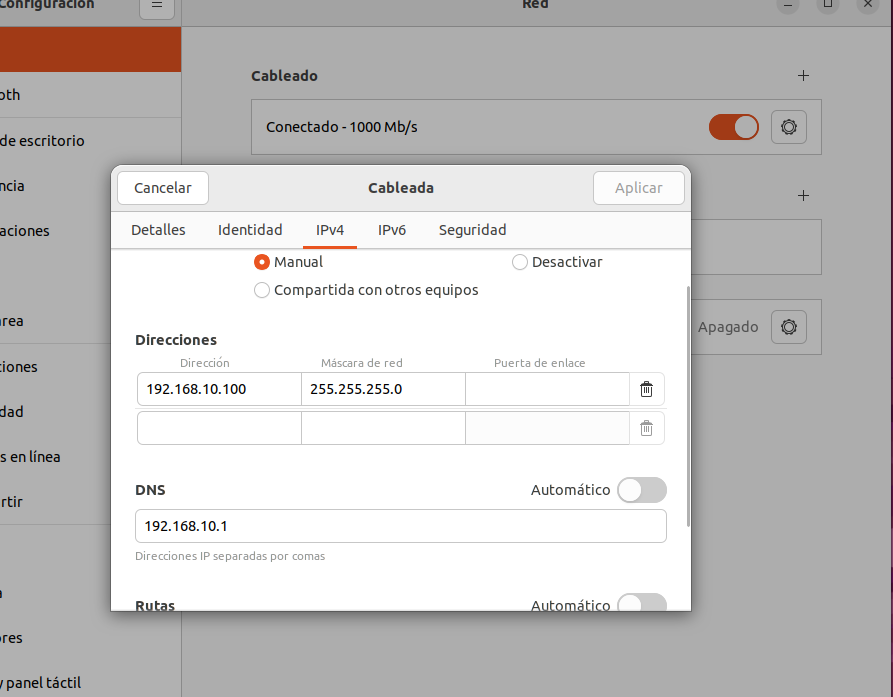 Configuración
Red
oth
de escritorio
ncia
aciones
area
iones
dad
s en línea
rtir
a
ores
y panel táctil
Cableado
Conectado - 1000 Mb/s
Apagado
Cancelar
Cableada
Aplicar
Detalles
Identidad
IPv4
IPv6
Seguridad
Manual
Desactivar
Compartida con otros equipos
Direcciones
Dirección
Máscara de red
Puerta de enlace
192.168.10.100
255.255.255.0
DNS
Automático
192.168.10.1
Direcciones IP separadas por comas
Rutas
Automático